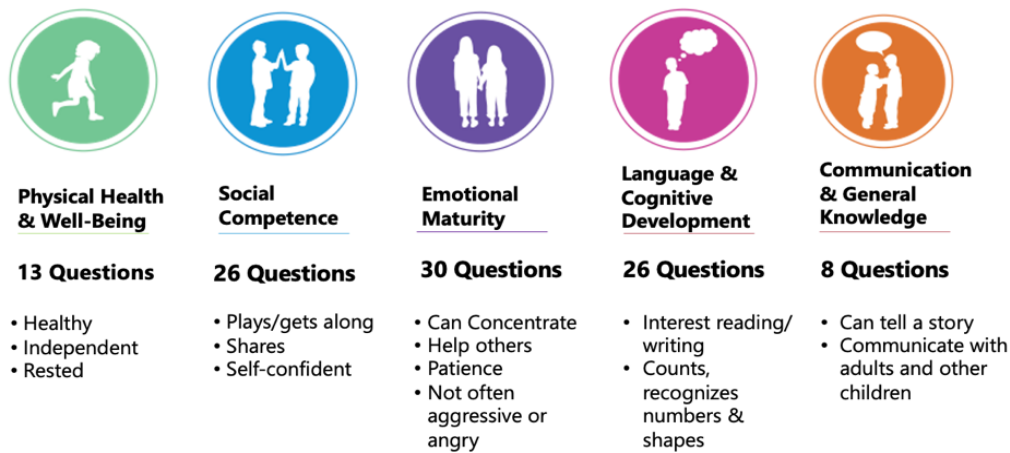 Physical Health
& Well-Being
13 Questions
• Healthy
• Independent
• Rested
Social
Competence
26 Questions
• Plays/gets along
• Shares
• Self-confident
Emotional
Maturity
30 Questions
• Can Concentrate
• Help others
• Patience
• Not often
aggressive or
angry
Language &
Cognitive
Development
26 Questions
• Interest reading/
writing
• Counts,
recognizes
numbers &
shapes
Communication
& General
Knowledge
8 Questions
• Can tell a story
• Communicate with
adults and other
children